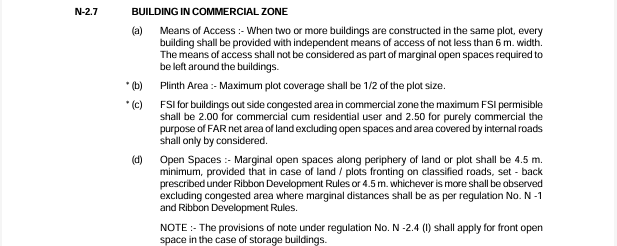 N-2.7 BUILDING IN COMMERCIAL ZONE
(a) Means of Access :- When two or more buildings are constructed in the same plot, every
building shall be provided with independent means of access of not less than 6 m. width.
The means of access shall not be considered as part of marginal open spaces required to
be left around the buildings.
* (b) Plinth Area :- Maximum plot coverage shall be 1/2 of the plot size.
* (c) FSI for buildings out side congested area in commercial zone the maximum FSI permisible
shall be 2.00 for commercial cum residential user and 2.50 for purely commercial the
purpose of FAR net area of land excluding open spaces and area covered by internal roads
shall only by considered.
(d) Open Spaces :- Marginal open spaces along periphery of land or plot shall be 4.5 m.
minimum, provided that in case of land / plots fronting on classified roads, set - back
prescribed under Ribbon Development Rules or 4.5 m. whichever is more shall be observed
excluding congested area where marginal distances shall be as per regulation No. N -1
and Ribbon Development Rules.
NOTE :- The provisions of note under regulation No. N -2.4 (I) shall apply for front open
space in the case of storage buildings.